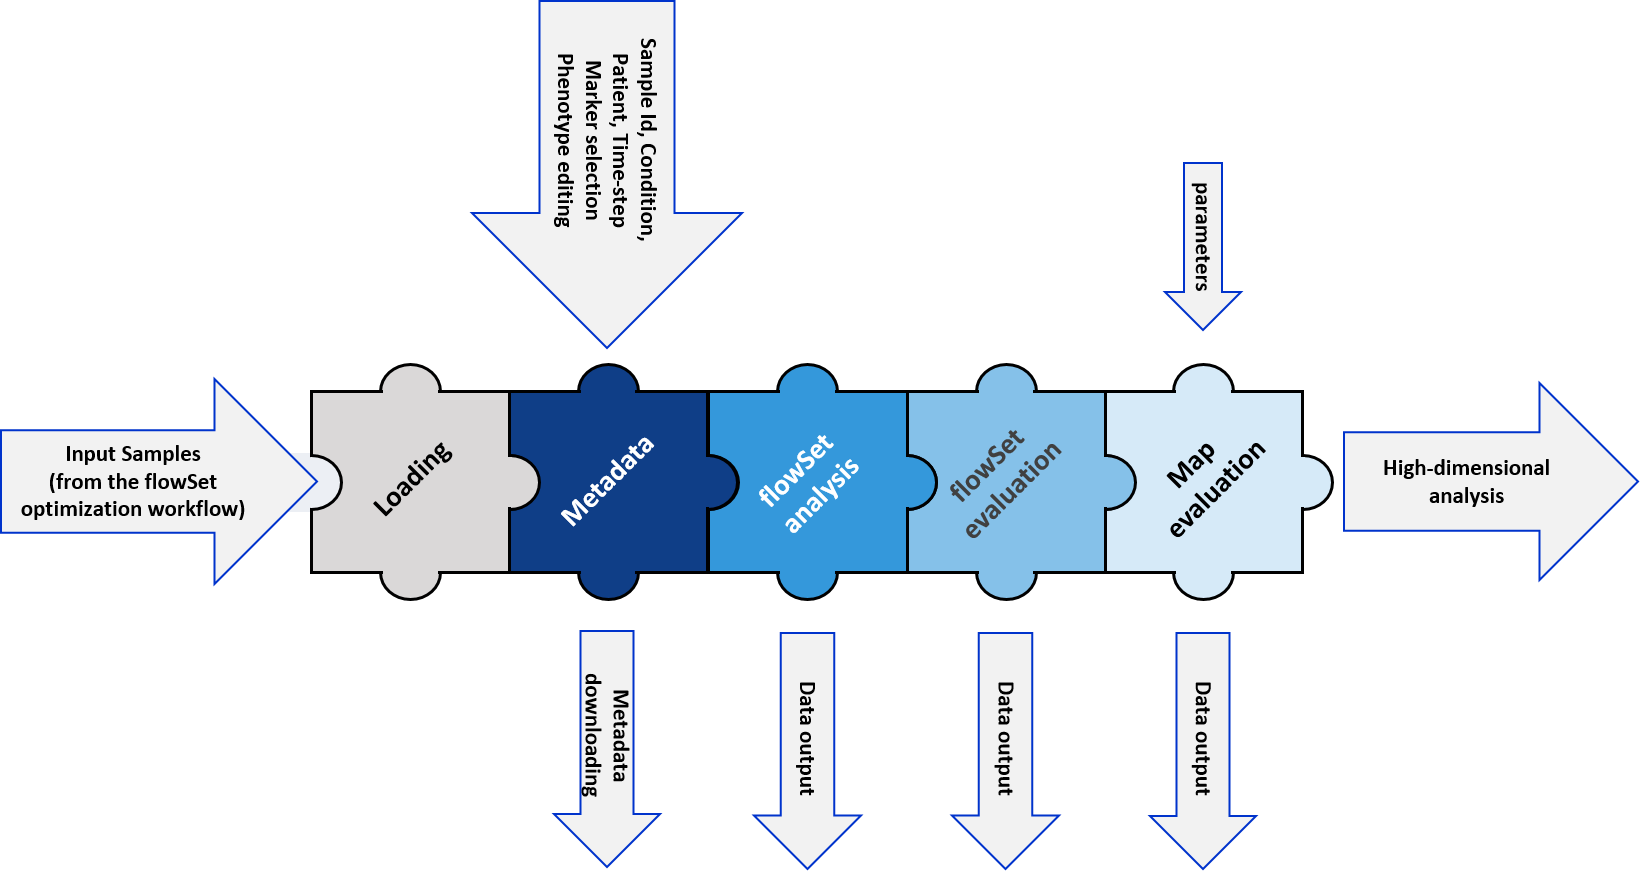 Sample Id, Condition,
Patient, Time-step
Marker selection
Phenotype editing
parameters
Input Samples
(from the flowSet
optimization workflow)
Loading
Metadata
flowSet
analysis
flowSet
evaluation
Map
evaluation
High-dimensional
analysis
Metadata
downloading
Data output
Data output
Data output